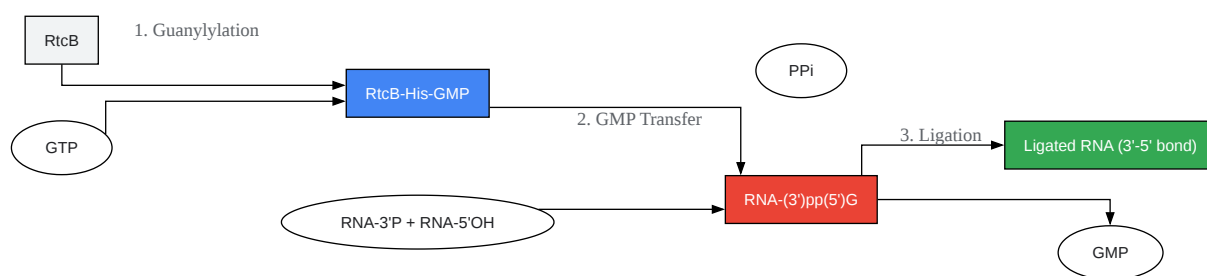 1. Guanylylation
RtcB
PPi
RtcB-His-GMP
2. GMP Transfer
3. Ligation
Ligated RNA (3'-5' bond)
GTP
RNA-(3')pp(5')G
RNA-3'P + RNA-5'OH
GMP